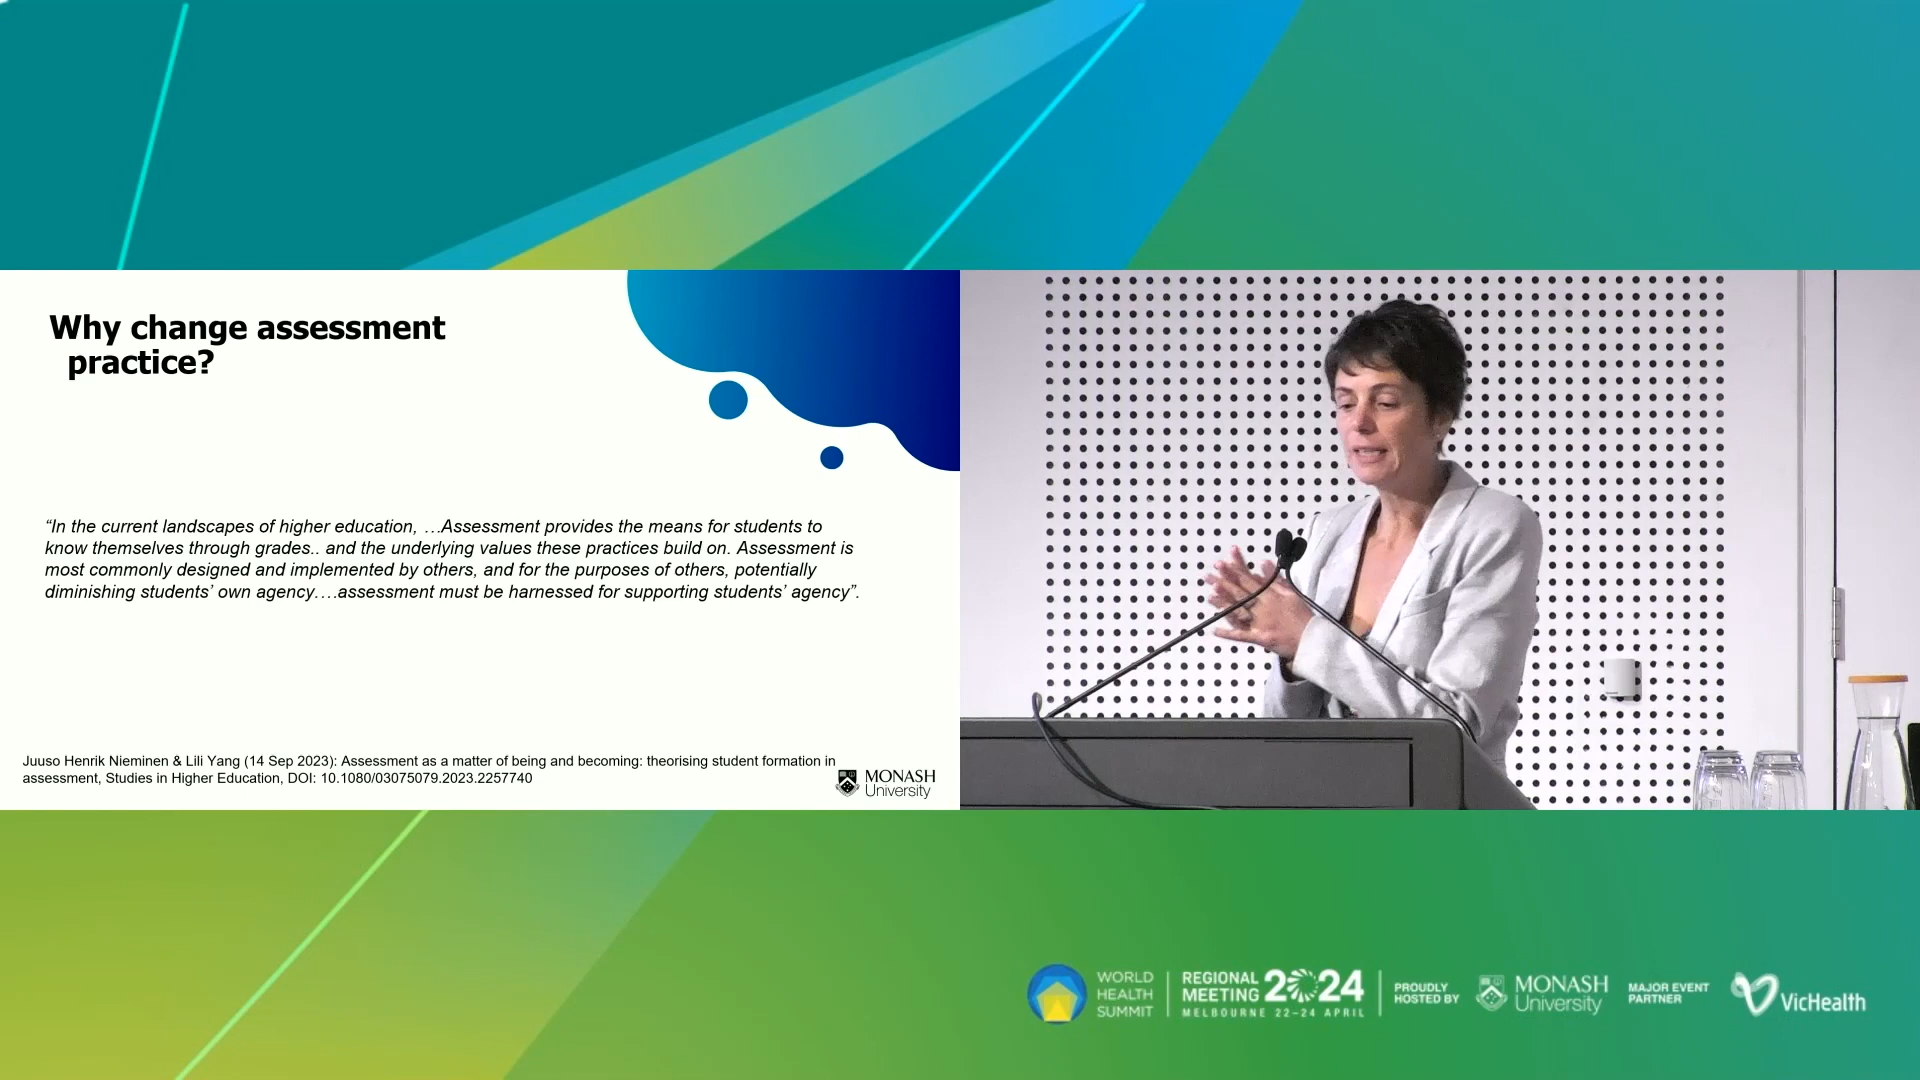 Why change assessment
practice?
“In the current landscapes of higher education, …Assessment provides the means for students to
know themselves through grades.. and the underlying values these practices build on. Assessment is
most commonly designed and implemented by others, and for the purposes of others, potentially
diminishing students’ own agency….assessment must be harnessed for supporting students’ agency”.
Juuso Henrik Nieminen & Lili Yang (14 Sep 2023): Assessment as a matter of being and becoming: theorising student formation in
assessment, Studies in Higher Education, DOI: 10.1080/03075079.2023.2257740
MONASH
University
WORLD
HEALTH
SUMMIT
REGIONAL
MEETING 2024
MELBOURNE 22–24 APRIL
PROUDLY
HOSTED BY
MONASH
University
MAJOR EVENT
PARTNER
VicHealth